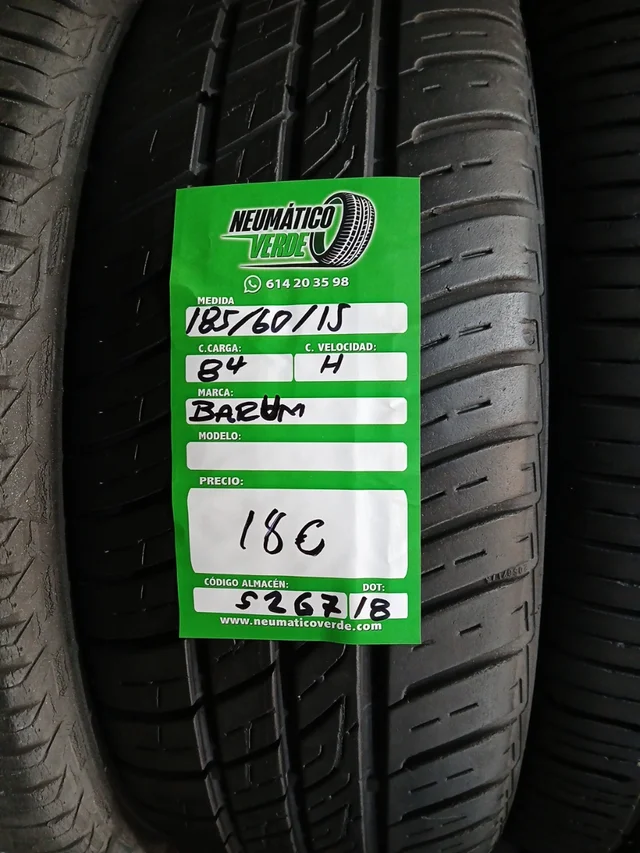 NEUMÁTICO
VERDE
614 20 35 98
MEDIDA
185/60/15
C.CARGA: C. VELOCIDAD:
84 H
MARCA:
BARUM
MODELO:
PRECIO:
18€
CÓDIGO ALMACÉN: DOT:
5267 18
www.neumaticoverde.com